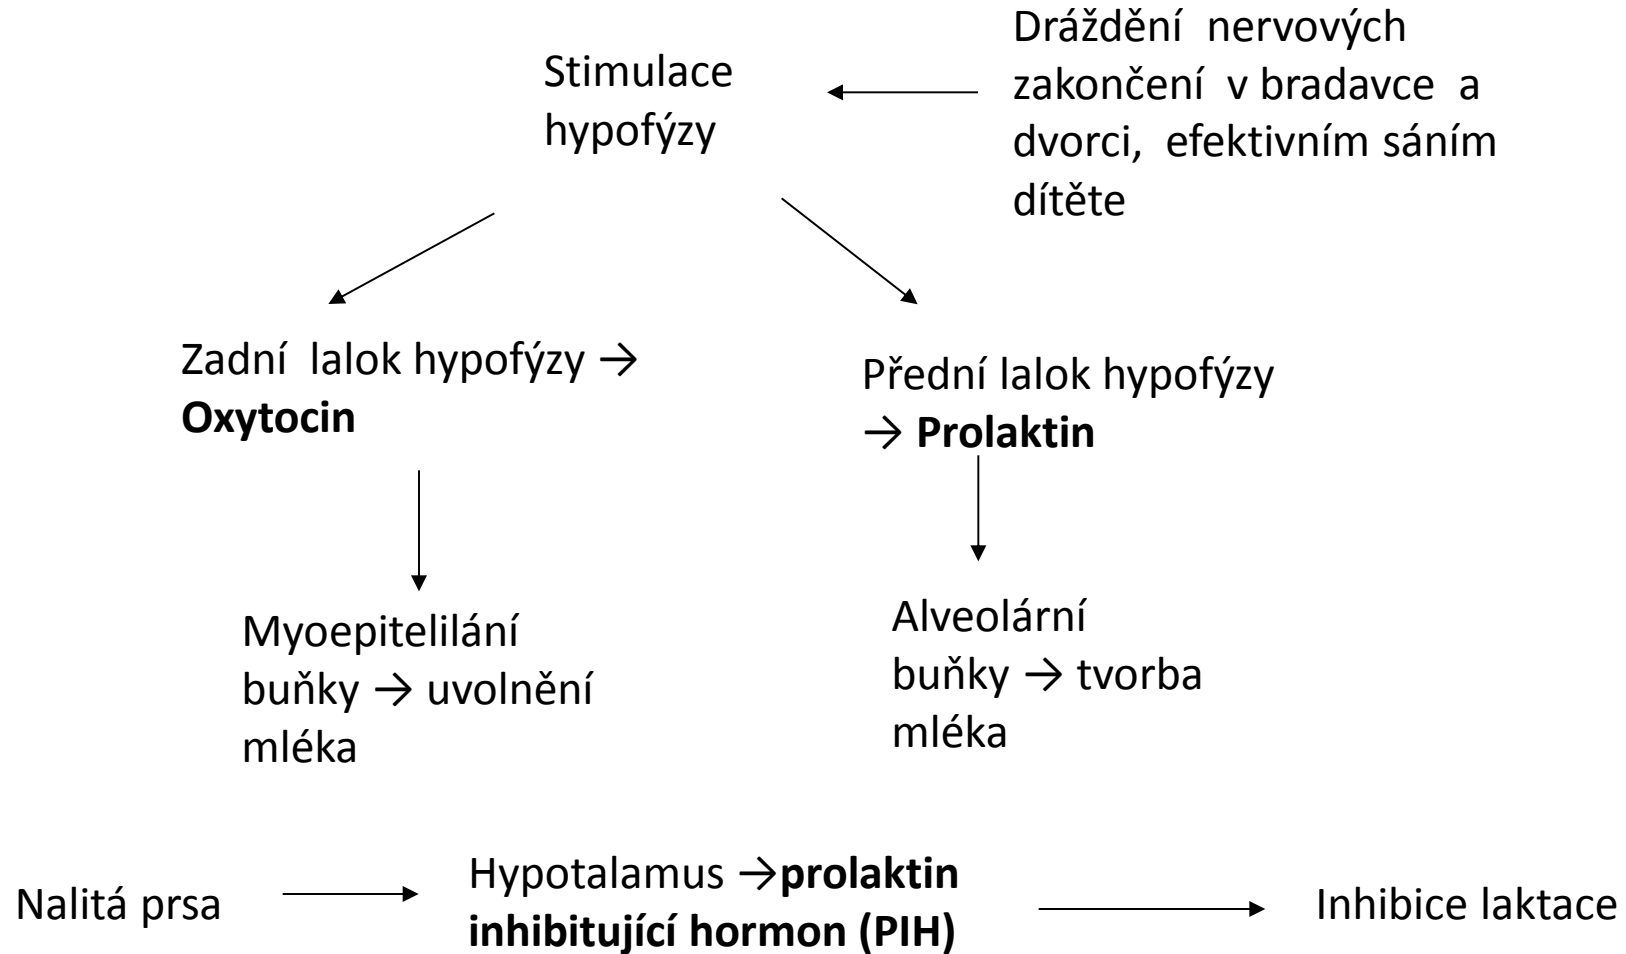 Stimulace
hypofýzy
Dráždění nervových
zakončení v bradavce a
dvorci, efektivním sáním
dítěte
Zadní lalok hypofýzy →
Oxytocin
Přední lalok hypofýzy
→ Prolaktin
Myoepitelilání
buňky → uvolnění
mléka
Alveolární
buňky → tvorba
mléka
Nalitá prsa
Hypotalamus →prolaktin
inhibitující hormon (PIH)
Inhibice laktace